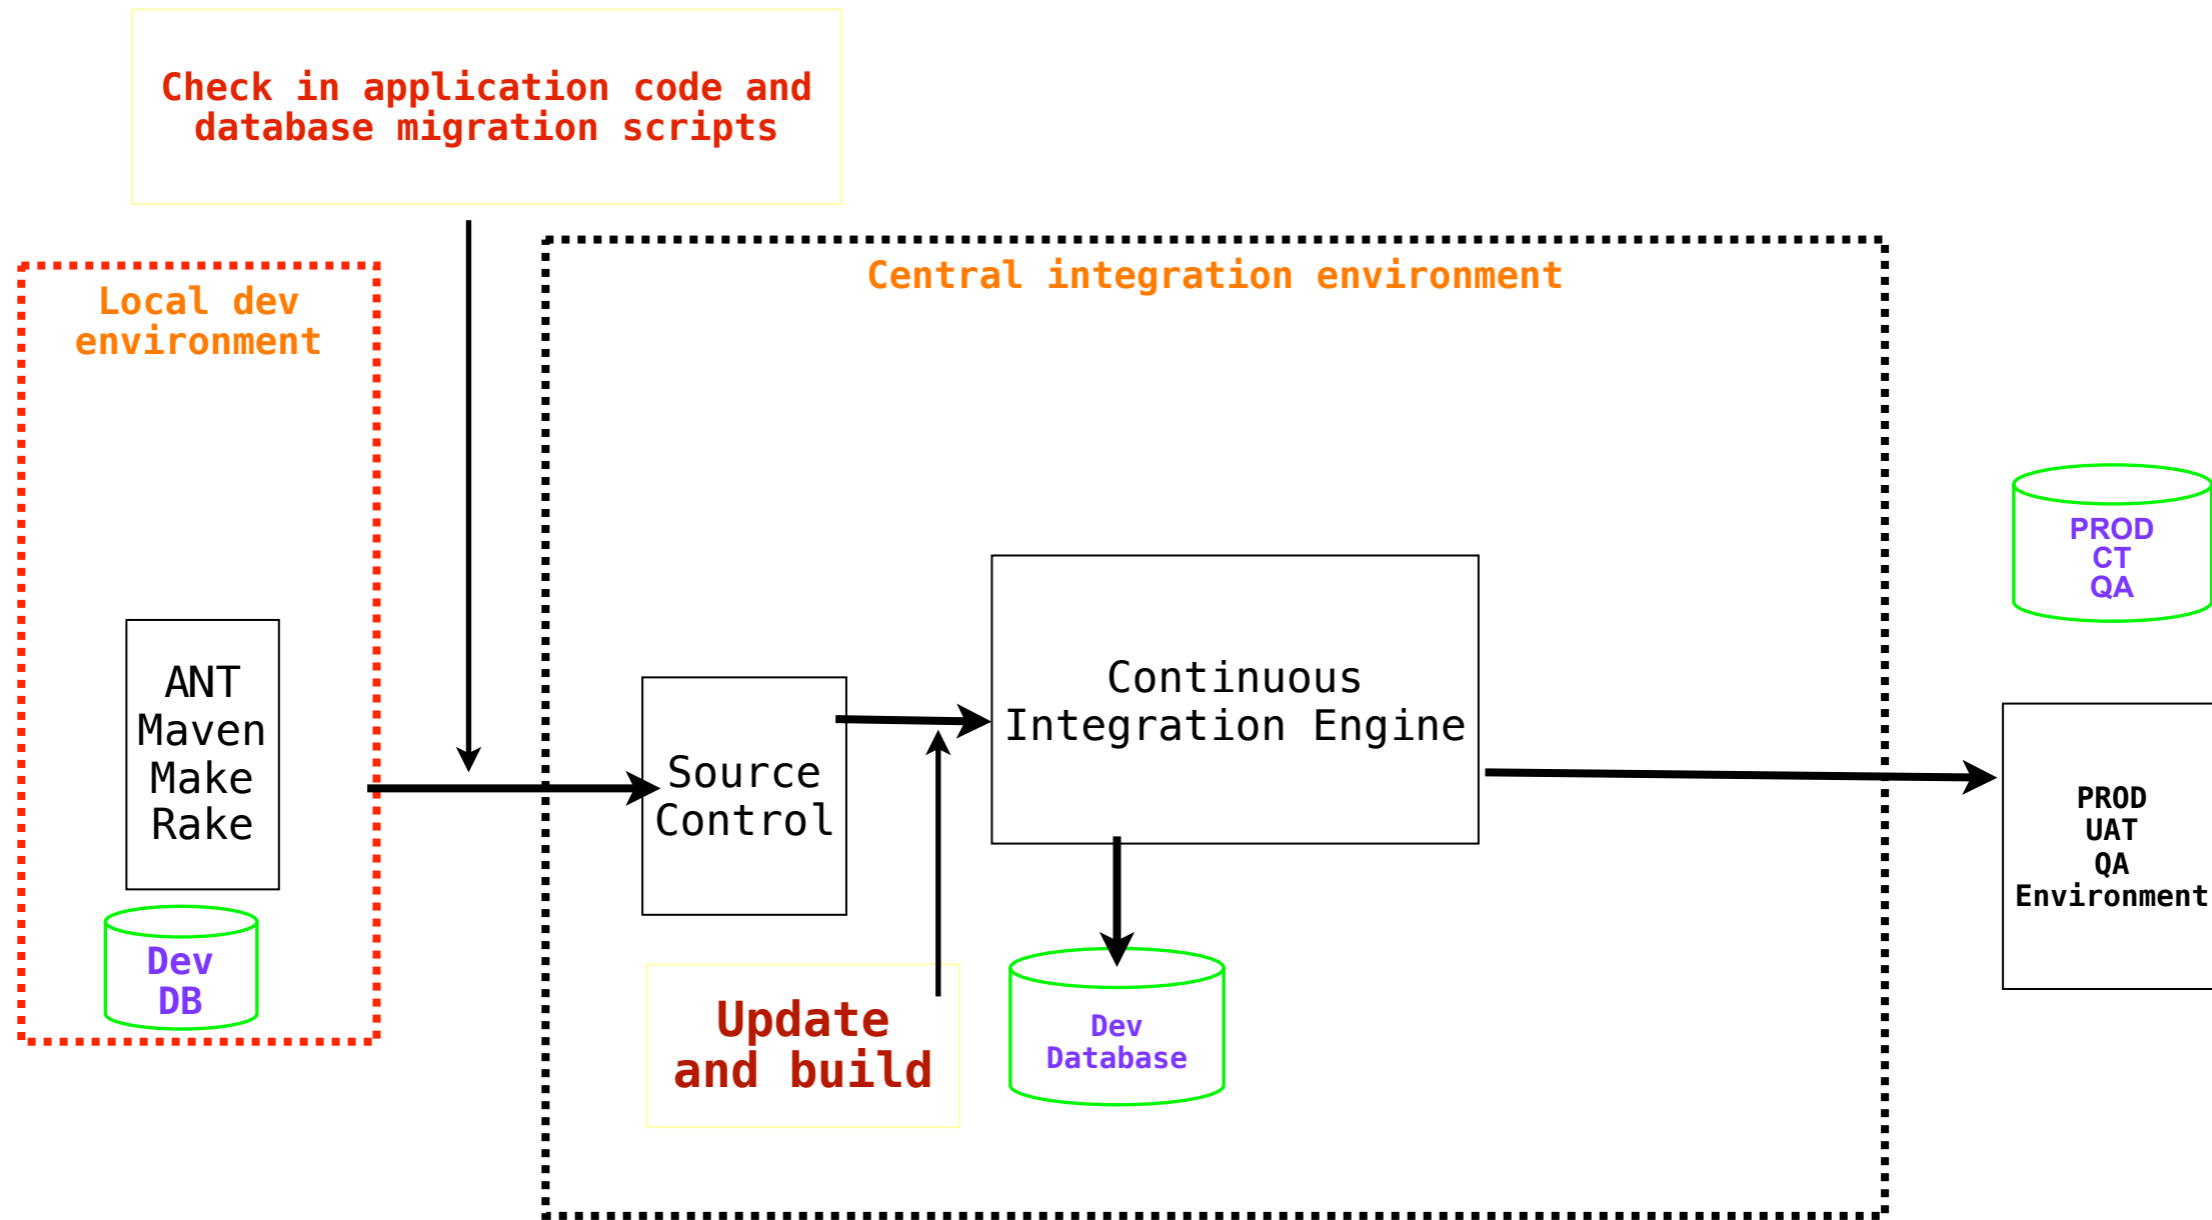 Check in application code and
database migration scripts
Local dev
environment
Central integration environment
ANT
Maven
Make
Rake
Dev
DB
Source
Control
Update
and build
Continuous
Integration Engine
Dev
Database
PROD
CT
QA
PROD
UAT
QA
Environment